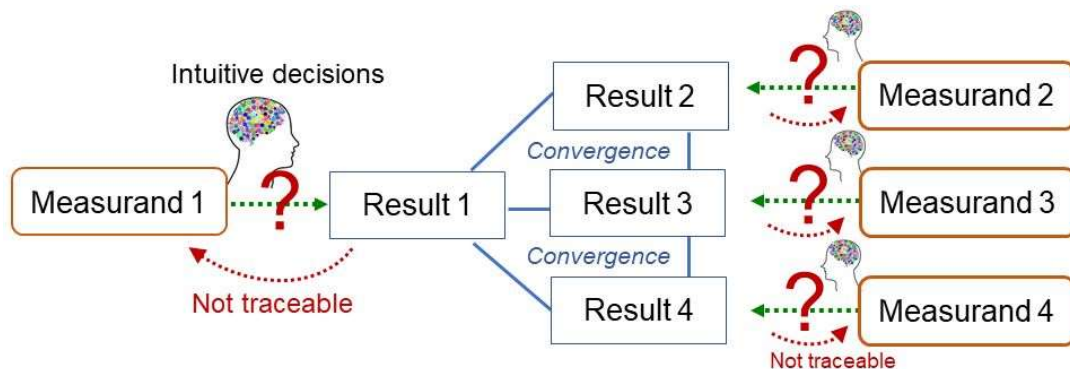 Intuitive decisions
Measurand 1
?
Result 1
Not traceable
Result 2
Convergence
Result 3
Convergence
Result 4
?
Measurand 2
?
Measurand 3
?
Measurand 4
Not traceable